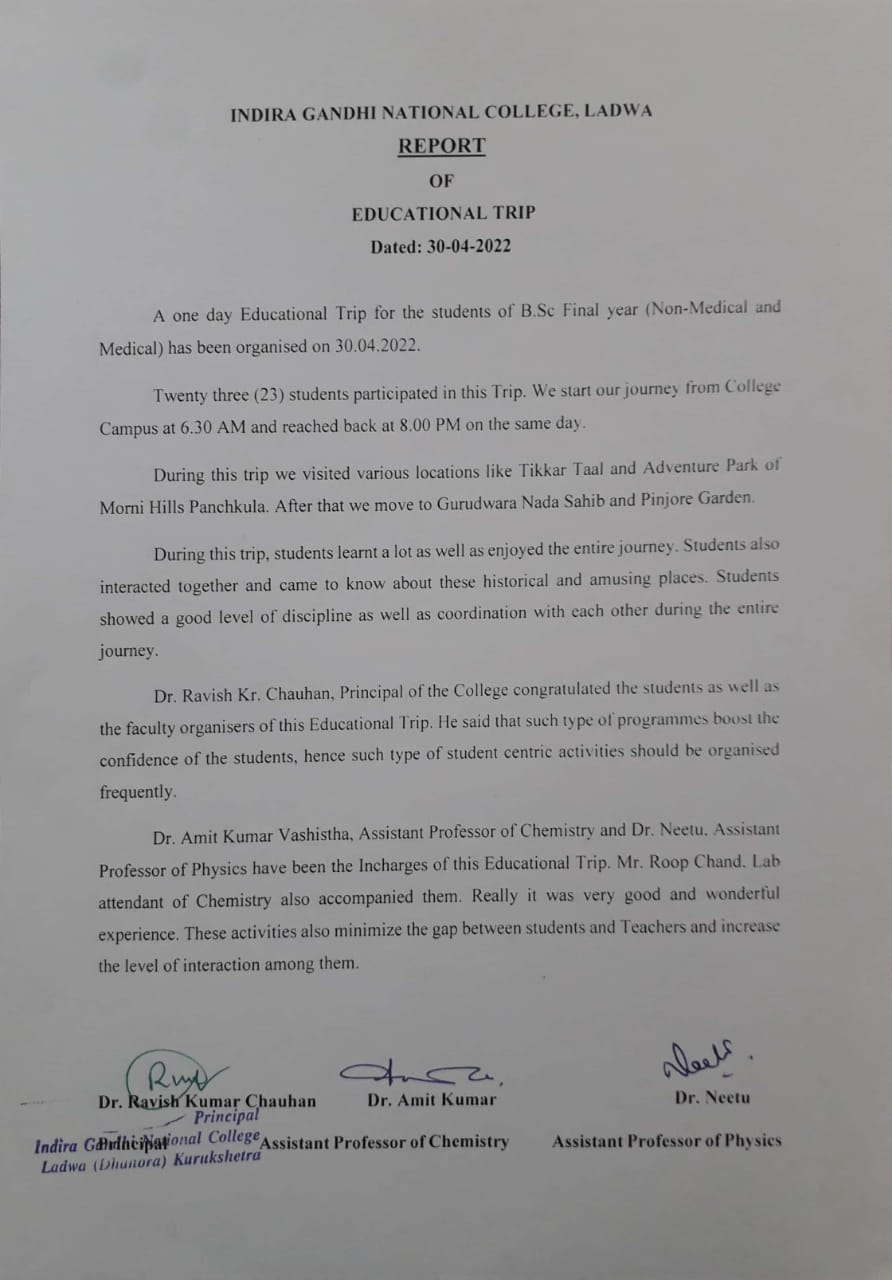 INDIRA GANDHI NATIONAL COLLEGE, LADWA
REPORT
OF
EDUCATIONAL TRIP
Dated: 30-04-2022
A one day Educational Trip for the students of B.Sc Final year (Non-Medical and
Medical) has been organised on 30.04.2022.
Twenty three (23) students participated in this Trip. We start our journey from College
Campus at 6.30 AM and reached back at 8.00 PM on the same day.
During this trip we visited various locations like Tikkar Taal and Adventure Park of
Morni Hills Panchkula. After that we move to Gurudwara Nada Sahib and Pinjore Garden.
During this trip, students learnt a lot as well as enjoyed the entire journey. Students also
interacted together and came to know about these historical and amusing places. Students
showed a good level of discipline as well as coordination with each other during the entire
journey.
Dr. Ravish Kr. Chauhan, Principal of the College congratulated the students as well as
the faculty organisers of this Educational Trip. He said that such type of programmes boost the
confidence of the students, hence such type of student centric activities should be organised
frequently.
Dr. Amit Kumar Vashistha, Assistant Professor of Chemistry and Dr. Neetu. Assistant
Professor of Physics have been the Incharges of this Educational Trip. Mr. Roop Chand. Lab
attendant of Chemistry also accompanied them. Really it was very good and wonderful
experience. These activities also minimize the gap between students and Teachers and increase
the level of interaction among them.
Neetu
Dr. Ravish Kumar Chauhan Dr. Amit Kumar Dr. Neetu
Principal
Principal Assistant Professor of Chemistry Assistant Professor of Physics
Indira Gandhi National College
Ladwa (Dhanora) Kurukshetra